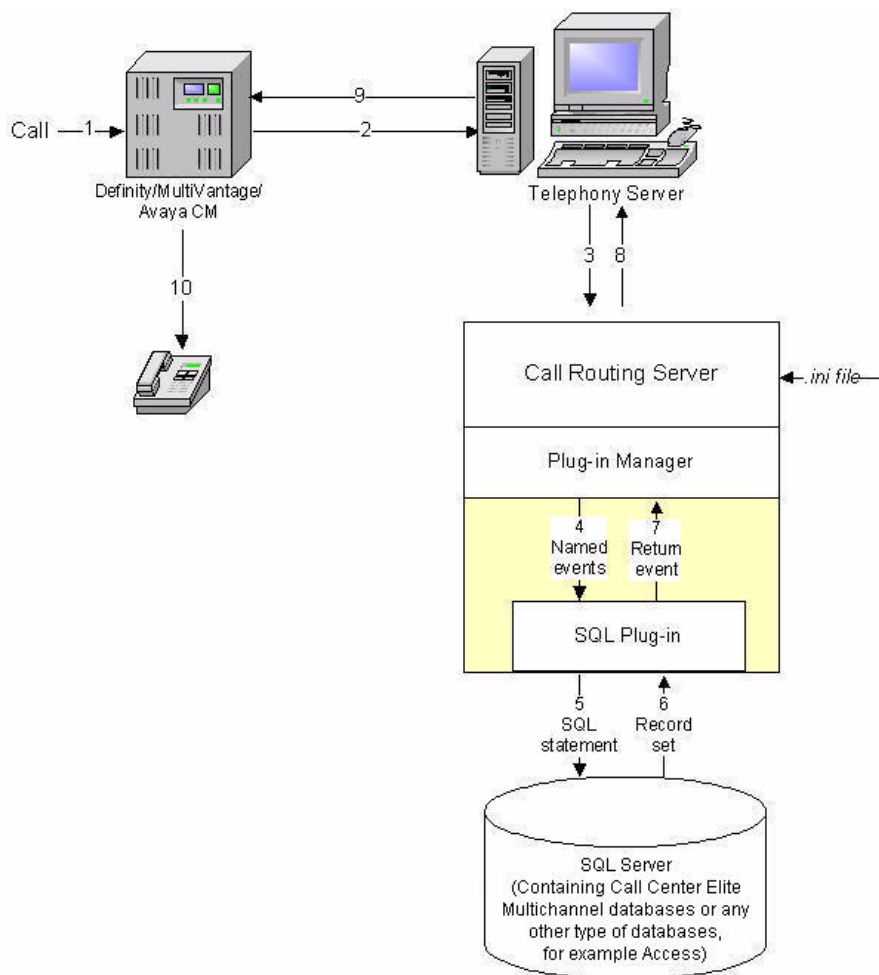 9
Call
1
2
Definity/MultiVantage/
Avaya CM
Telephony Server
3 8
10
Call Routing Server
.ini file
Plug-in Manager
4 7
Named Return
events event
SQL Plug-in
5 6
SQL Record
statement set
SQL Server
(Containing Call Center Elite
Multichannel databases or any
other type of databases,
for example Access)